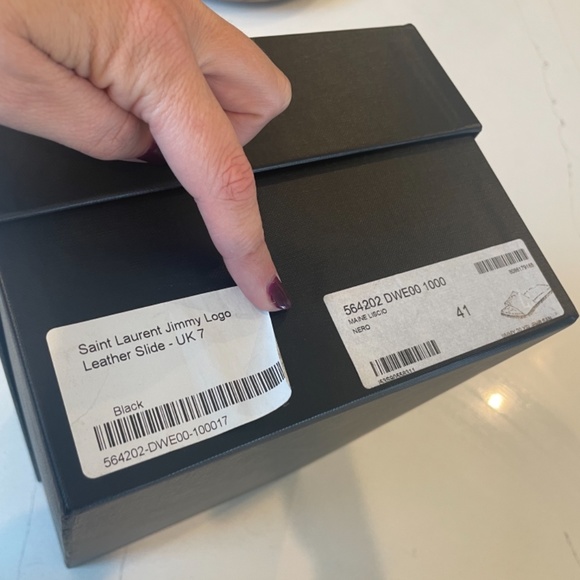 Saint Laurent Jimmy Logo
Leather Slide - UK 7
Black
564202-DWE00-100017
564202 DWE00 1000
MAINE LISCIO
NERO
41